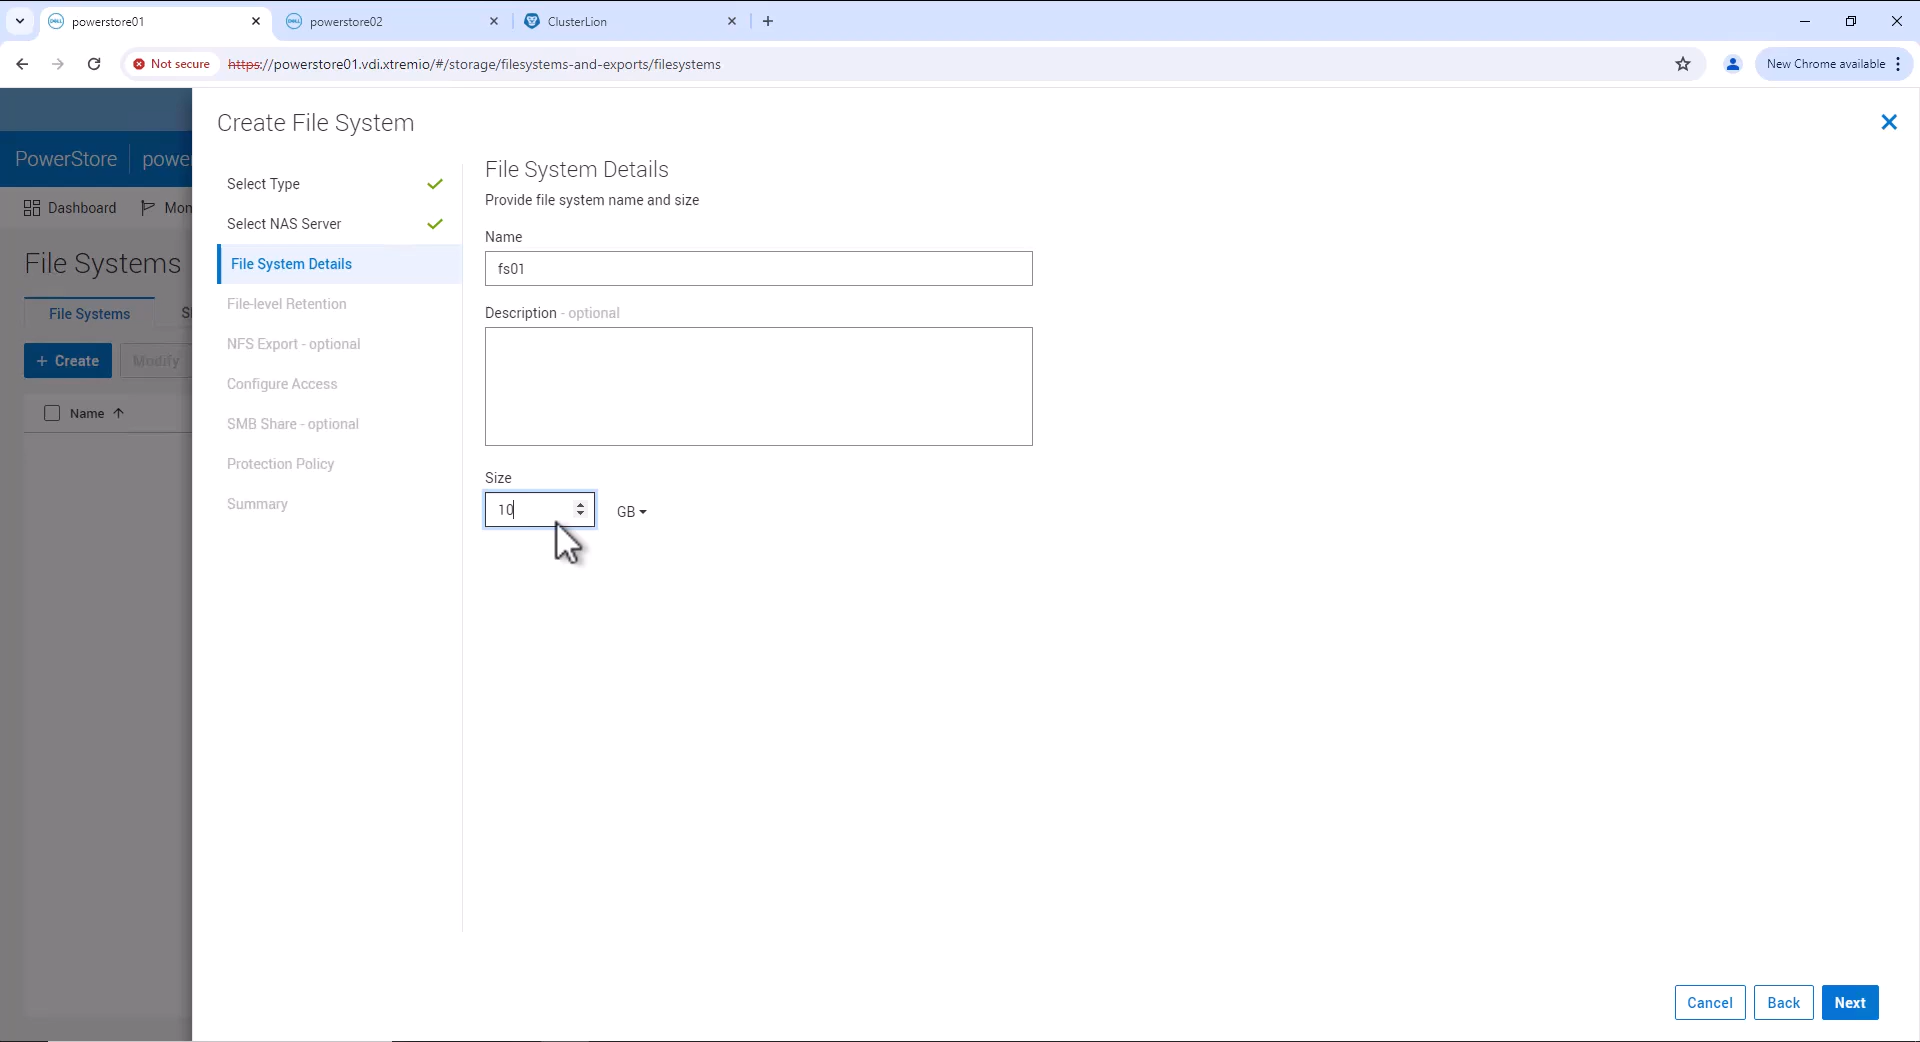 powerstore01
powerstore02
ClusterLion
Not secure
https://powerstore01.vdi.xtremio/#/storage/filesystems-and-exports/filesystems
New Chrome available
PowerStore
power
Dashboard
Mon
File Systems
File Systems
S
+ Create
Modify
Name
Create File System
Select Type
Select NAS Server
File System Details
File-level Retention
NFS Export - optional
Configure Access
SMB Share - optional
Protection Policy
Summary
File System Details
Provide file system name and size
Name
fs01
Description - optional
Size
10
GB
Cancel
Back
Next